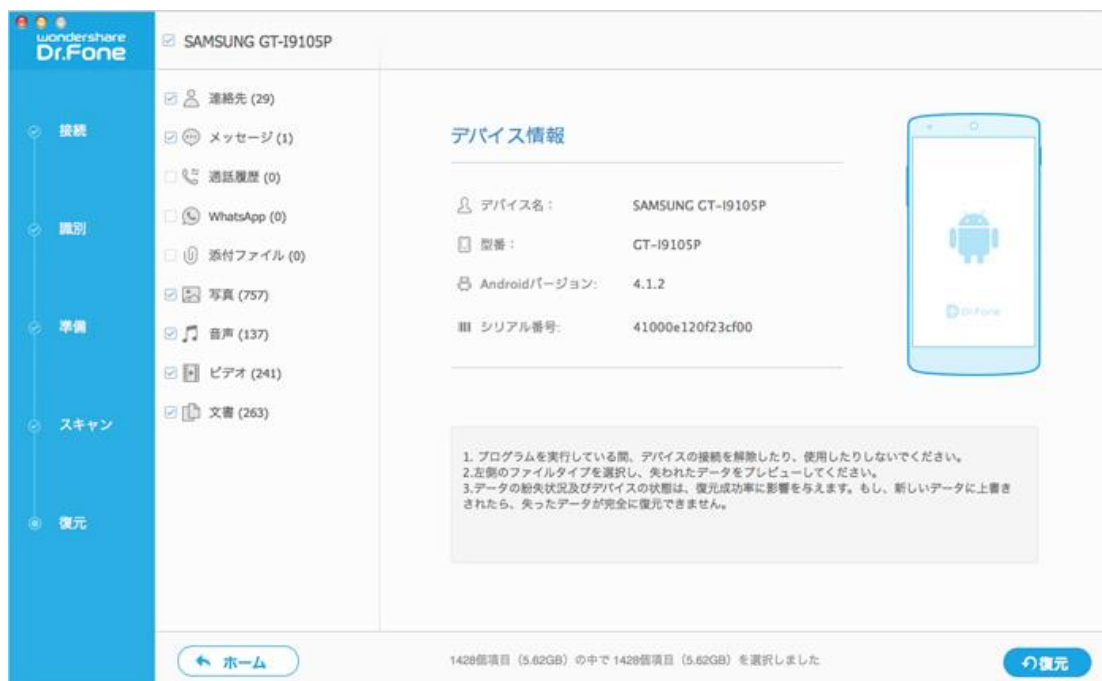 wondershare
Dr.Fone
SAMSUNG GT-I9105P
接続
識別
準備
スキャン
復元
連絡先 (29)
メッセージ (1)
通話履歴 (0)
WhatsApp (0)
添付ファイル (0)
写真 (757)
音声 (137)
ビデオ (241)
文書 (263)
デバイス情報
デバイス名： SAMSUNG GT-I9105P
型番： GT-I9105P
Androidバージョン: 4.1.2
シリアル番号: 41000e120f23cf00
Dr.Fone
1. プログラムを実行している間、デバイスの接続を解除したり、使用したりしないでください。
2.左側のファイルタイプを選択し、失われたデータをプレビューしてください。
3.データの紛失状況及びデバイスの状態は、復元成功率に影響を与えます。もし、新しいデータに上書き
されたら、失ったデータが完全に復元できません。
ホーム
1428個項目（5.62GB）の中で 1428個項目（5.62GB）を選択しました
復元